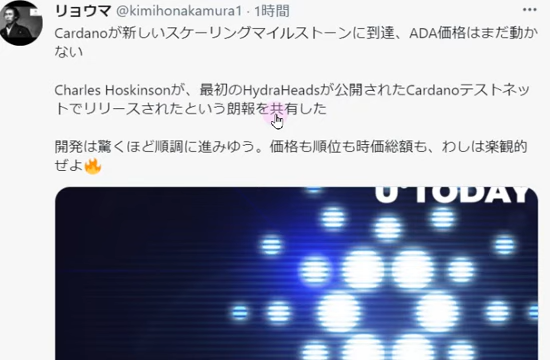 リョウマ @kimihonakamura1 · 1時間
Cardanoが新しいスケーリングマイルストーンに到達、ADA価格はまだ動か
ない
Charles Hoskinsonが、最初のHydraHeadsが公開されたCardanoテストネッ
トでリリースされたという朗報を共有した
開発は驚くほど順調に進みゆう。価格も順位も時価総額も、わしは楽観的
ぜよ🔥
U TODAY